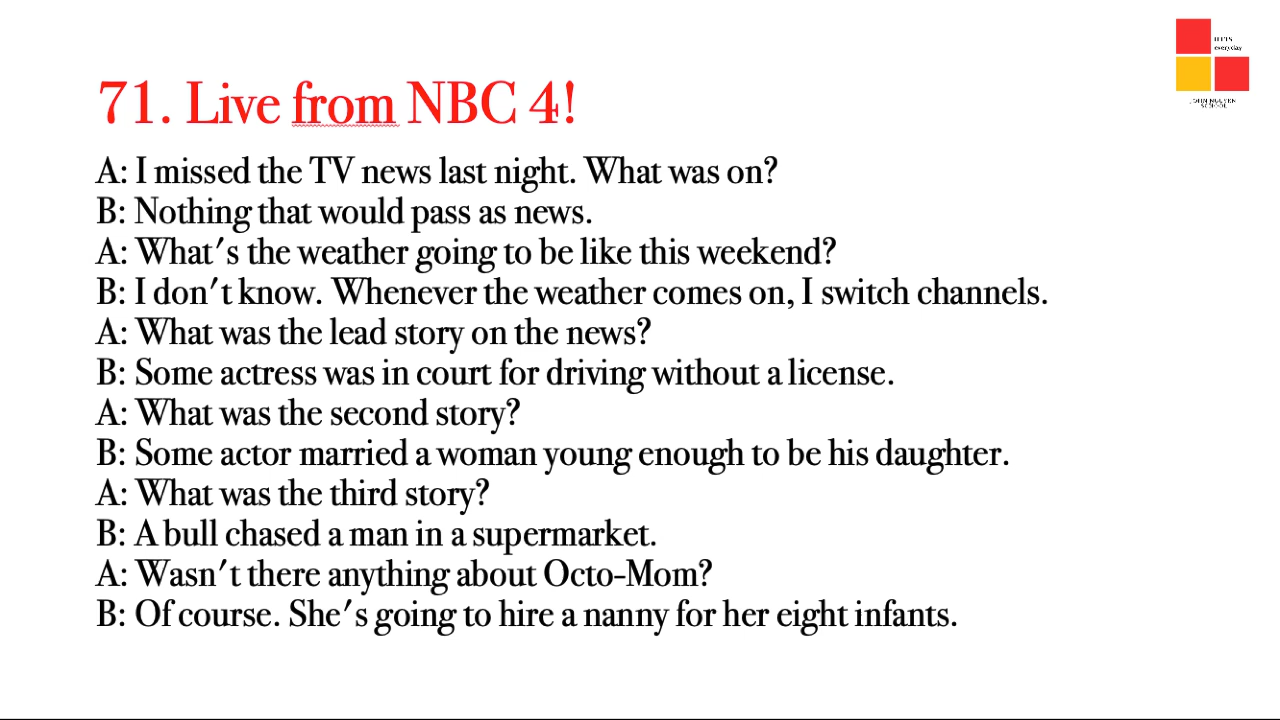 IELTS
everyday
JOHN NGUYEN
SCHOOL
71. Live from NBC 4!
A: I missed the TV news last night. What was on?
B: Nothing that would pass as news.
A: What's the weather going to be like this weekend?
B: I don't know. Whenever the weather comes on, I switch channels.
A: What was the lead story on the news?
B: Some actress was in court for driving without a license.
A: What was the second story?
B: Some actor married a woman young enough to be his daughter.
A: What was the third story?
B: A bull chased a man in a supermarket.
A: Wasn't there anything about Octo-Mom?
B: Of course. She's going to hire a nanny for her eight infants.